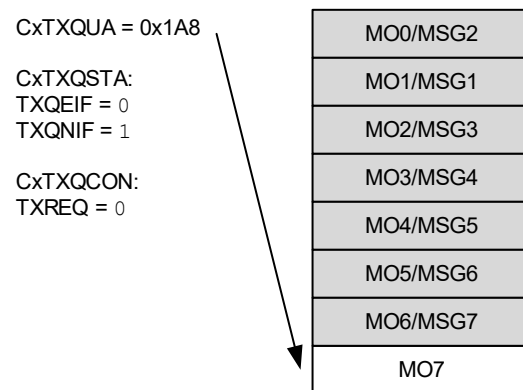 CxTXQUA = 0x1A8
CxTXQSTA:
TXQEIF = 0
TXQNIF = 1
CxTXQCON:
TXREQ = 0
MO0/MSG2
MO1/MSG1
MO2/MSG3
MO3/MSG4
MO4/MSG5
MO5/MSG6
MO6/MSG7
MO7